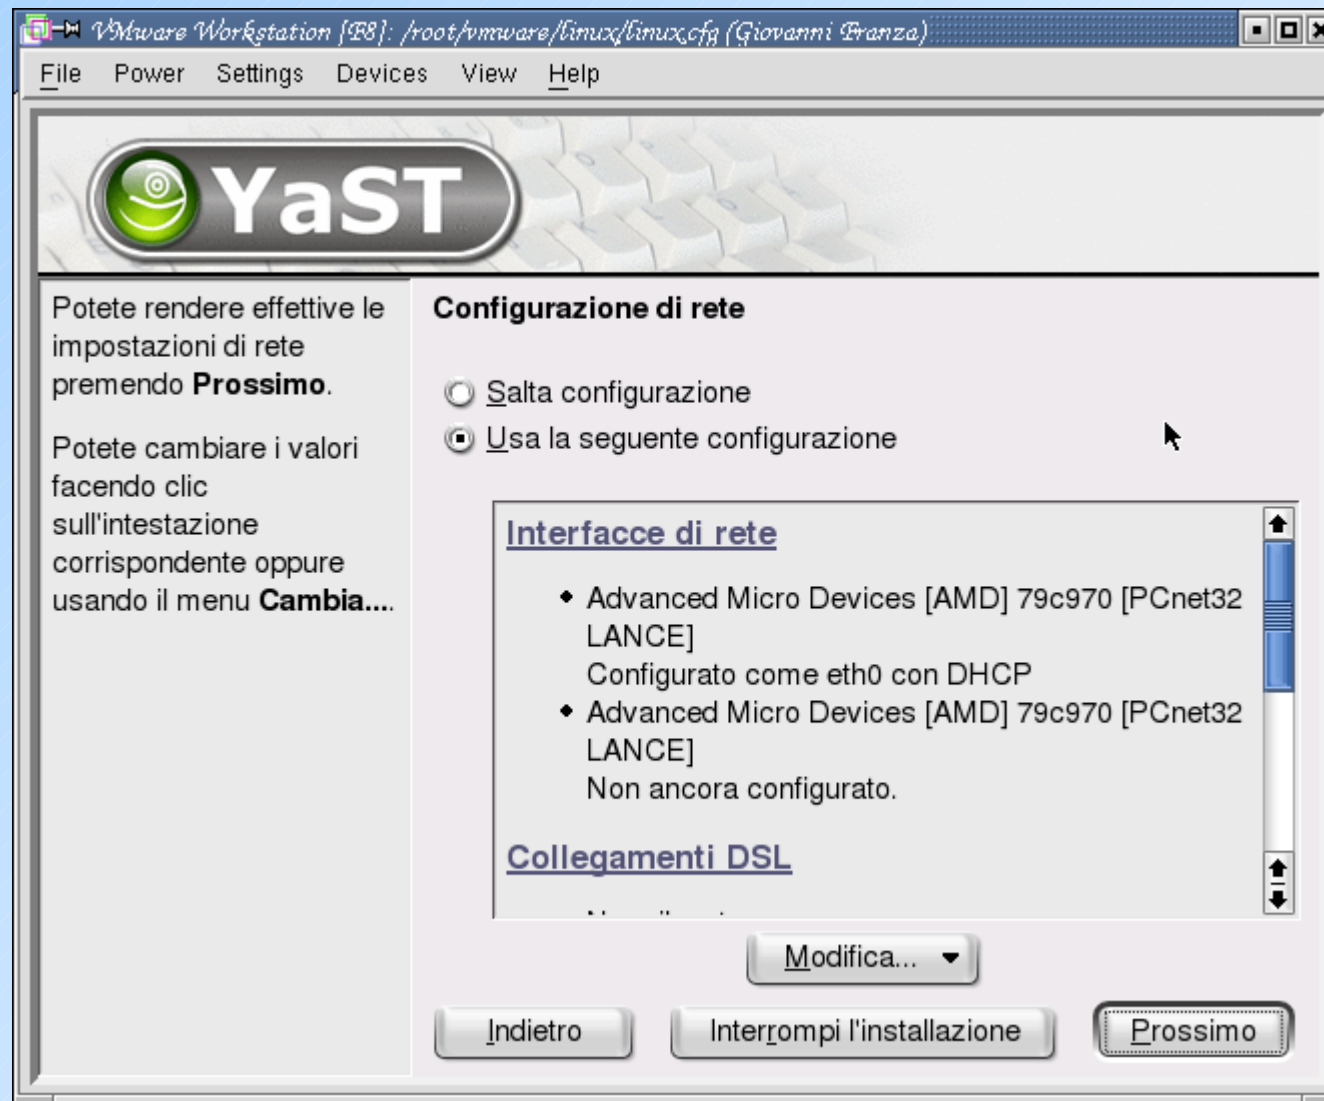 VMware Workstation [F8]: /root/vmware/linux/linux.cfg (Giovanni Franza)
File Power Settings Devices View Help
YaST
Potete rendere effettive le
impostazioni di rete
premendo Prossimo.
Potete cambiare i valori
facendo clic
sull'intestazione
corrispondente oppure
usando il menu Cambia....
Configurazione di rete
Salta configurazione
Usa la seguente configurazione
Interfacce di rete
• Advanced Micro Devices [AMD] 79c970 [PCnet32
LANCE]
Configurato come eth0 con DHCP
• Advanced Micro Devices [AMD] 79c970 [PCnet32
LANCE]
Non ancora configurato.
Collegamenti DSL
Modifica...
Indietro
Interrompi l'installazione
Prossimo